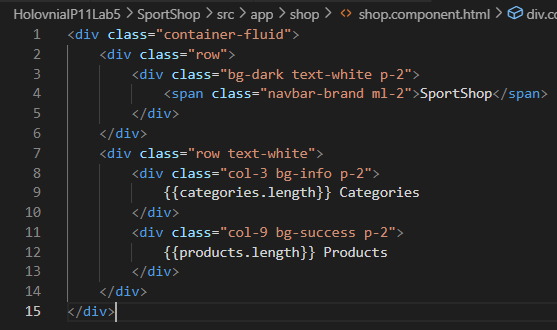 HolovniaIP11Lab5 > SportShop > src > app > shop > <> shop.component.html > div.co
1 <div class="container-fluid">
2     <div class="row">
3         <div class="bg-dark text-white p-2">
4             <span class="navbar-brand ml-2">SportShop</span>
5         </div>
6     </div>
7     <div class="row text-white">
8         <div class="col-3 bg-info p-2">
9             {{categories.length}} Categories
10         </div>
11         <div class="col-9 bg-success p-2">
12             {{products.length}} Products
13         </div>
14     </div>
15 </div>